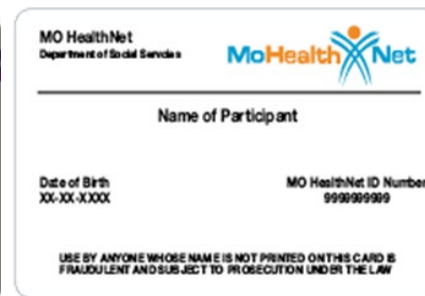 MO HealthNet
Department of Social Services
MoHealthNet
Name of Participant
Date of Birth
XX-XX-XXXX
MO HealthNet ID Number
9999999999
USE BY ANYONE WHOSE NAME IS NOT PRINTED ON THIS CARD IS
FRAUDULENT AND SUBJECT TO PROSECUTION UNDER THE LAW